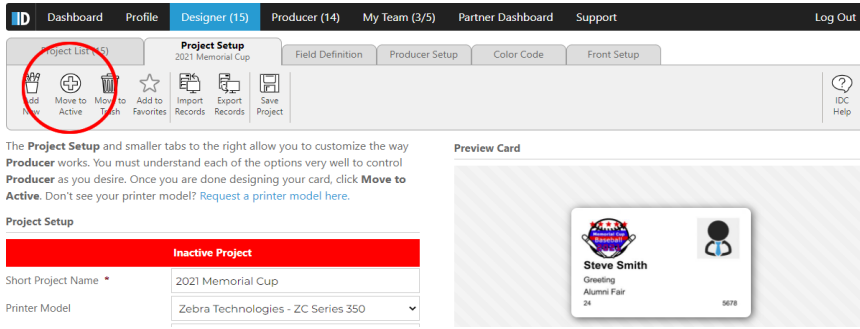 ID Dashboard Profile Designer (15) Producer (14) My Team (3/5) Partner Dashboard Support Log Out
Project List (15) Project Setup Field Definition Producer Setup Color Code Front Setup
2021 Memorial Cup
Add Move to Move to Add to Import Export Save IDC
New Active Trash Favorites Records Records Project Help
The Project Setup and smaller tabs to the right allow you to customize the way
Producer works. You must understand each of the options very well to control
Producer as you desire. Once you are done designing your card, click Move to
Active. Don't see your printer model? Request a printer model here.
Project Setup
Inactive Project
Short Project Name *
2021 Memorial Cup
Printer Model
Zebra Technologies - ZC Series 350
Preview Card
Memorial Cup
Baseball
Steve Smith
Greeting
Alumni Fair
24 5678